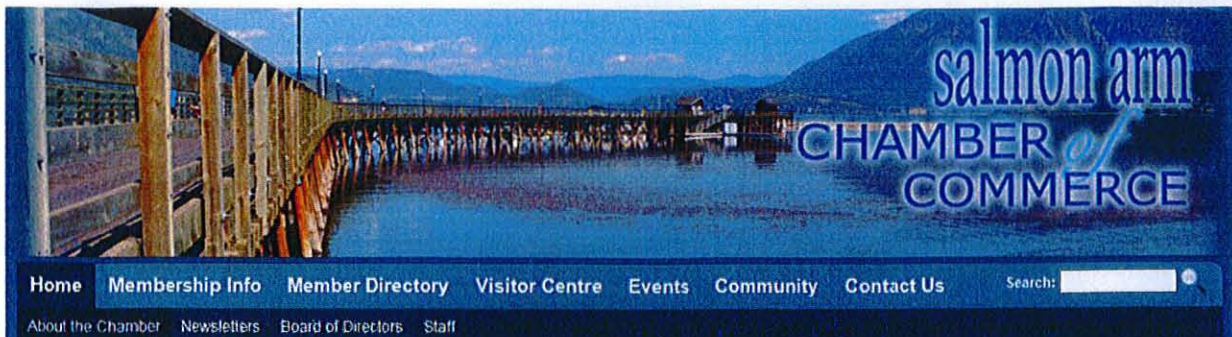 salmon arm
CHAMBER of
COMMERCE
Home Membership Info Member Directory Visitor Centre Events Community Contact Us Search:
About the Chamber Newsletters Board of Directors Staff